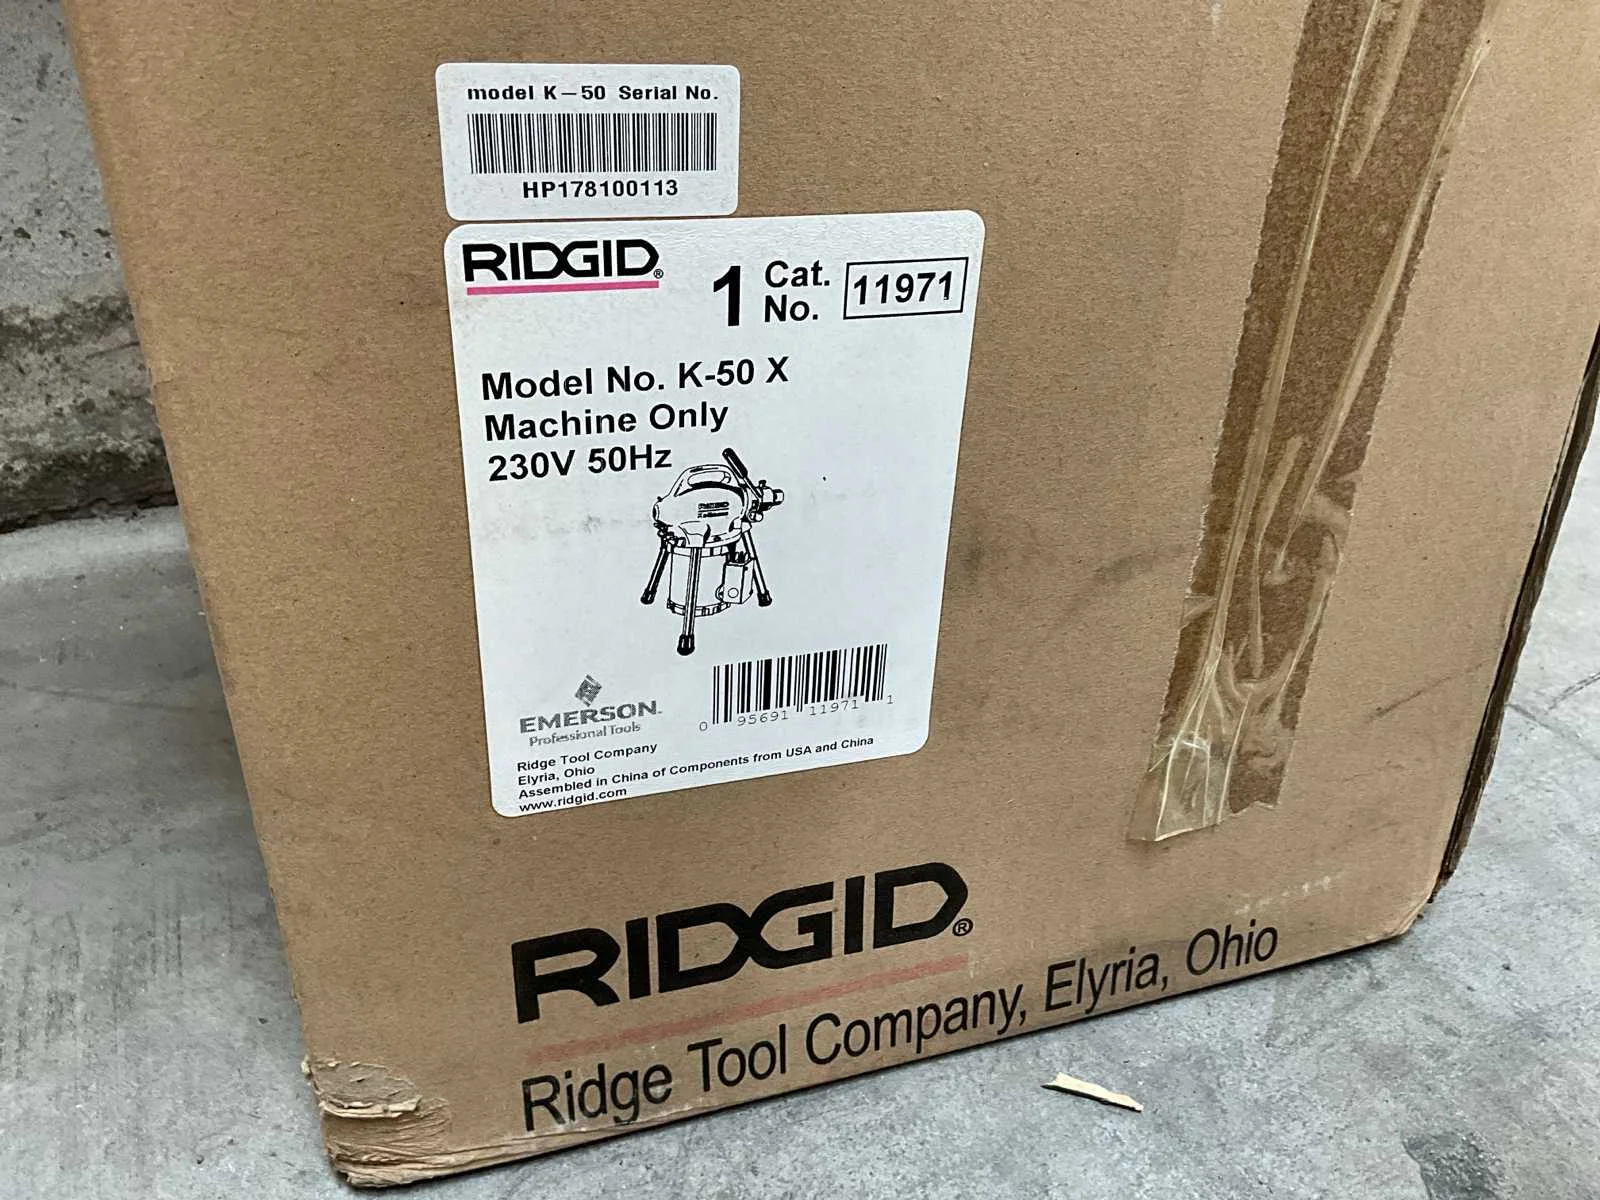 model K-50 Serial No.
HP178100113
RIDGID®
1 Cat. No. 11971
Model No. K-50 X
Machine Only
230V 50Hz
RIDGID
EMERSON™
Professional Tools
0 95691 11971 1
Ridge Tool Company
Elyria, Ohio
Assembled in China of Components from USA and China
www.ridgid.com
RIDGID®
Ridge Tool Company, Elyria, Ohio